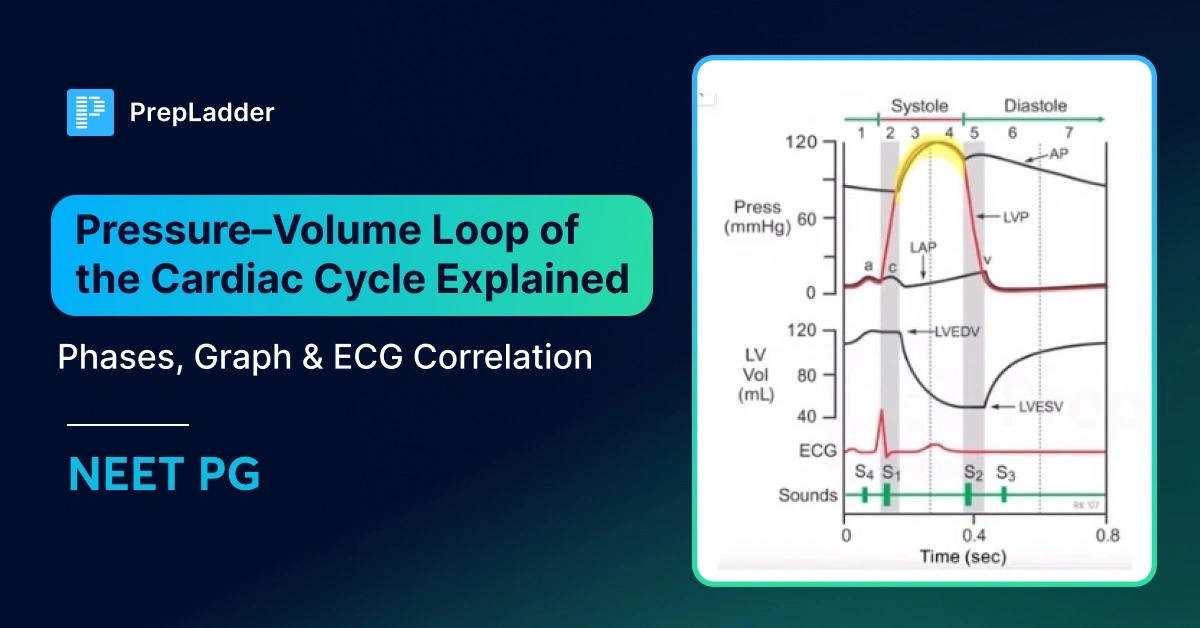 PrepLadder
Pressure–Volume Loop of
the Cardiac Cycle Explained
Phases, Graph & ECG Correlation
NEET PG
Systole Diastole
1 2 3 4 5 6 7
120
AP
Press
(mmHg)
60
LVP
LAP
a c v
0
120
LVEDV
LV
Vol
(mL)
80
40
LVESV
ECG
S4 S1 S2 S3
Sounds
RK '07
0 0.4 0.8
Time (sec)